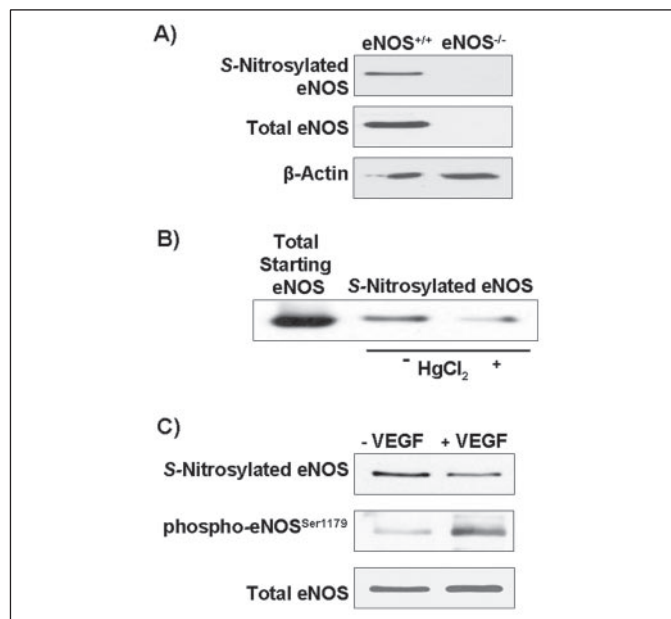 A)
eNOS+/+ eNOS-/-
S-Nitrosylated
eNOS
Total eNOS
β-Actin
B)
Total
Starting
eNOS
S-Nitrosylated eNOS
- HgCl2 +
C)
- VEGF + VEGF
S-Nitrosylated eNOS
phospho-eNOSSer1179
Total eNOS